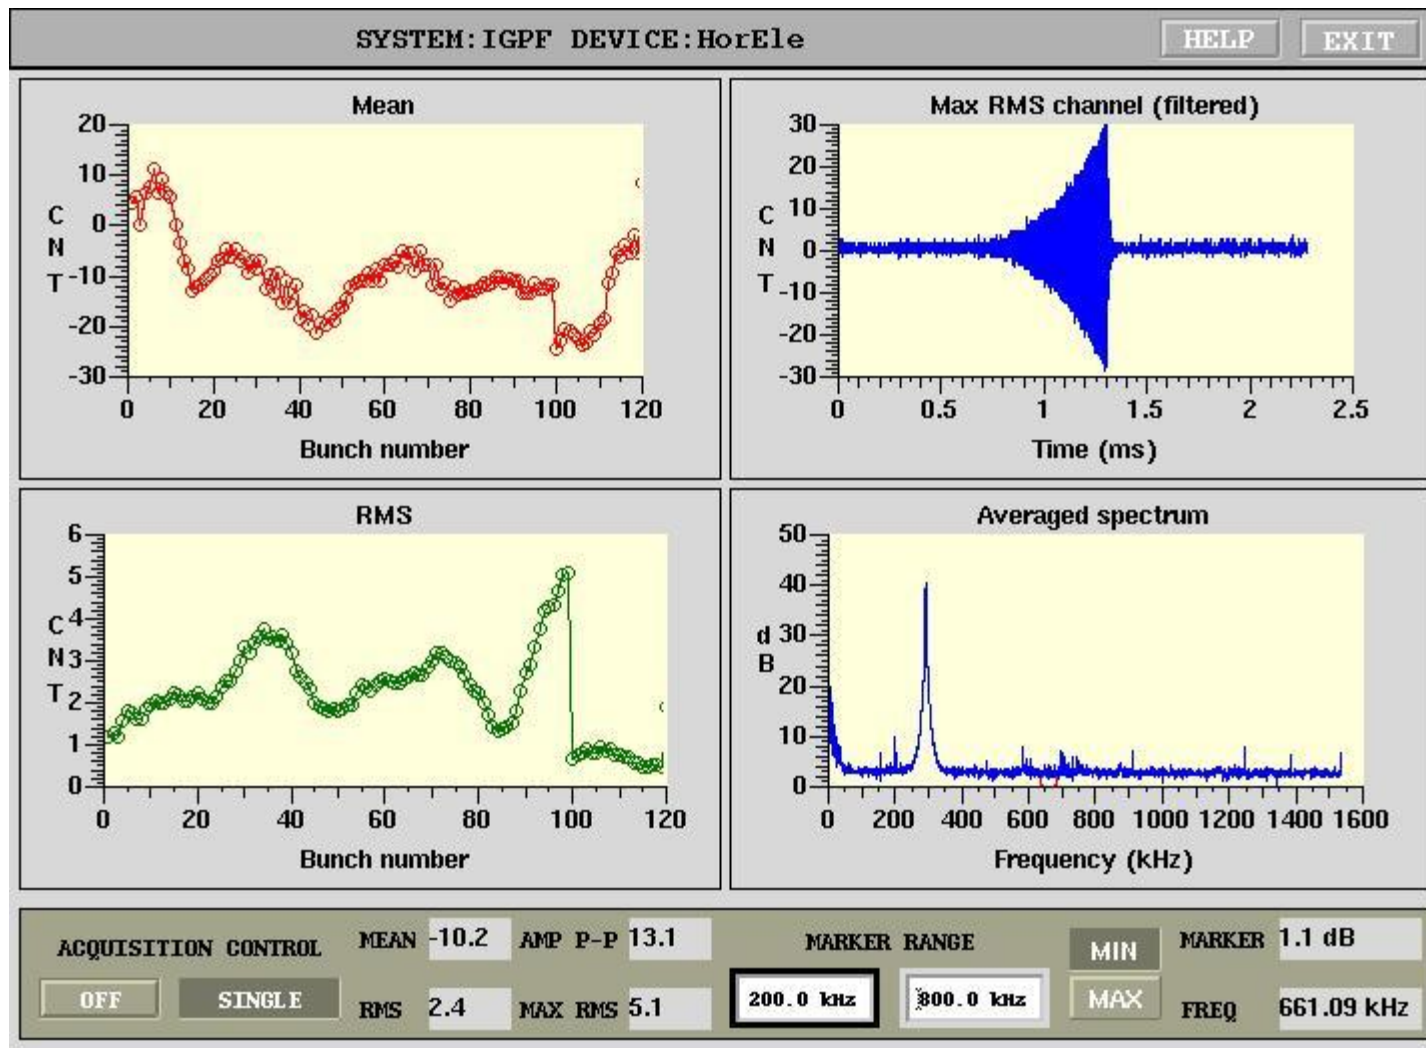 SYSTEM:IGPF DEVICE:HorEle
HELP
EXIT
Mean
20
10
0
-10
-20
-30
C
N
T
0 20 40 60 80 100 120
Bunch number
Max RMS channel (filtered)
30
20
10
0
-10
-20
-30
C
N
T
0 0.5 1 1.5 2 2.5
Time (ms)
RMS
6
5
4
3
2
1
0
C
N
T
0 20 40 60 80 100 120
Bunch number
Averaged spectrum
50
40
30
20
10
0
d
B
0 200 400 600 800 1000 1200 1400 1600
Frequency (kHz)
ACQUISITION CONTROL
OFF
SINGLE
MEAN -10.2
AMP P-P 13.1
RMS 2.4
MAX RMS 5.1
MARKER RANGE
200.0 kHz
800.0 kHz
MIN
MAX
MARKER 1.1 dB
FREQ 661.09 kHz